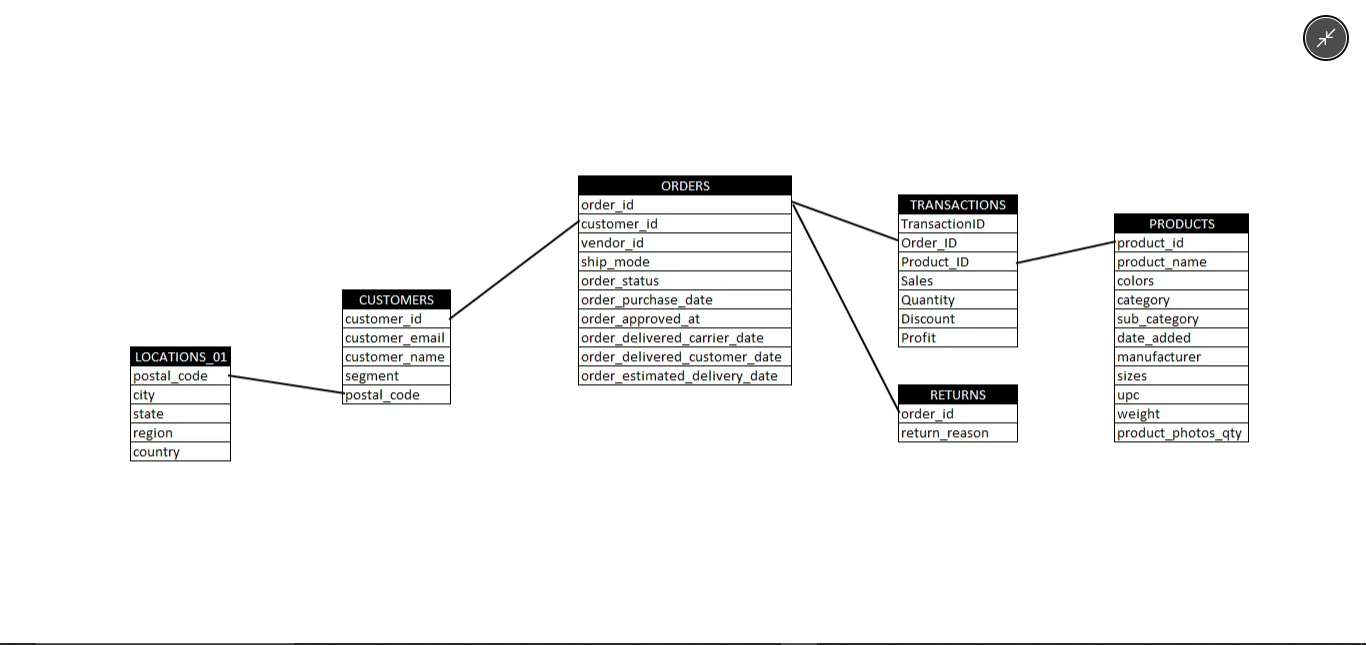 ORDERS
order_id
customer_id
vendor_id
ship_mode
order_status
order_purchase_date
order_approved_at
order_delivered_carrier_date
order_delivered_customer_date
order_estimated_delivery_date
TRANSACTIONS
TransactionID
Order_ID
Product_ID
Sales
Quantity
Discount
Profit
PRODUCTS
product_id
product_name
colors
category
sub_category
date_added
manufacturer
sizes
upc
weight
product_photos_qty
CUSTOMERS
customer_id
customer_email
customer_name
segment
postal_code
LOCATIONS_01
postal_code
city
state
region
country
RETURNS
order_id
return_reason